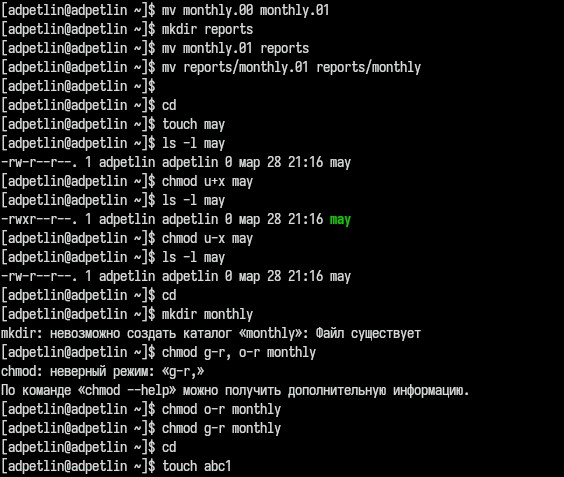 [adpetlin@adpetlin ~]$ mv monthly.00 monthly.01
[adpetlin@adpetlin ~]$ mkdir reports
[adpetlin@adpetlin ~]$ mv monthly.01 reports
[adpetlin@adpetlin ~]$ mv reports/monthly.01 reports/monthly
[adpetlin@adpetlin ~]$
[adpetlin@adpetlin ~]$ cd
[adpetlin@adpetlin ~]$ touch may
[adpetlin@adpetlin ~]$ ls -l may
-rw-r--r--. 1 adpetlin adpetlin 0 мар 28 21:16 may
[adpetlin@adpetlin ~]$ chmod u+x may
[adpetlin@adpetlin ~]$ ls -l may
-rwxr--r--. 1 adpetlin adpetlin 0 мар 28 21:16 may
[adpetlin@adpetlin ~]$ chmod u-x may
[adpetlin@adpetlin ~]$ ls -l may
-rw-r--r--. 1 adpetlin adpetlin 0 мар 28 21:16 may
[adpetlin@adpetlin ~]$ cd
[adpetlin@adpetlin ~]$ mkdir monthly
mkdir: невозможно создать каталог «monthly»: Файл существует
[adpetlin@adpetlin ~]$ chmod g-r, o-r monthly
chmod: неверный режим: «g-r,»
По команде «chmod --help» можно получить дополнительную информацию.
[adpetlin@adpetlin ~]$ chmod o-r monthly
[adpetlin@adpetlin ~]$ chmod g-r monthly
[adpetlin@adpetlin ~]$ cd
[adpetlin@adpetlin ~]$ touch abc1